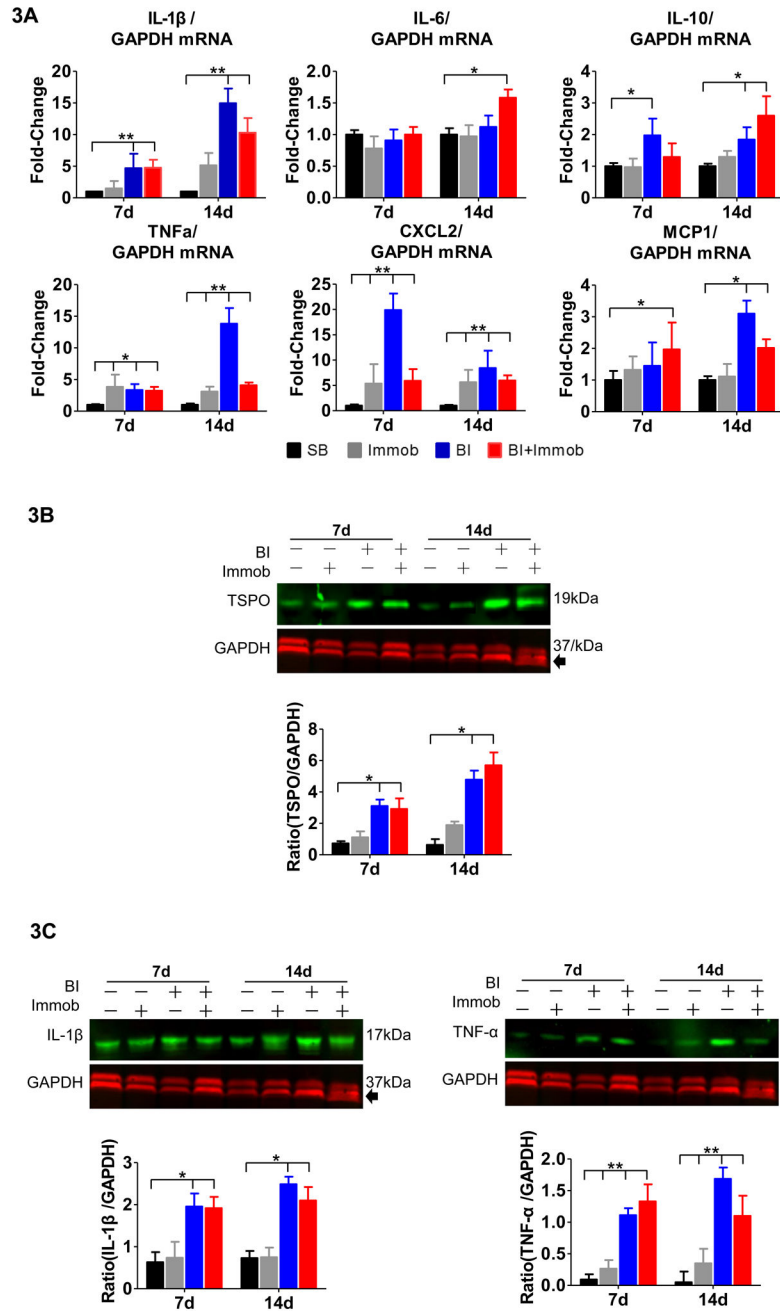 3A
IL-1β /
GAPDH mRNA
IL-6/
GAPDH mRNA
IL-10/
GAPDH mRNA
Fold-Change
20
15
10
5
0
**
**
7d
14d
Fold-Change
2.0
1.5
1.0
0.5
0.0
*
7d
14d
Fold-Change
4
3
2
1
0
*
*
7d
14d
TNFa/
GAPDH mRNA
CXCL2/
GAPDH mRNA
MCP1/
GAPDH mRNA
Fold-Change
20
15
10
5
0
*
**
7d
14d
Fold-Change
25
20
15
10
5
0
**
**
7d
14d
Fold-Change
4
3
2
1
0
*
*
7d
14d
SB Immob BI BI+Immob
3B
7d 14d
BI − − + + − − + +
Immob − + − + − + − +
TSPO 19kDa
GAPDH 37/kDa
Ratio(TSPO/GAPDH)
8
6
4
2
0
*
*
7d
14d
3C
7d 14d
BI − − + + − − + +
Immob − + − + − + − +
IL-1β 17kDa
GAPDH 37kDa
Ratio(IL-1β /GAPDH)
3
2
1
0
*
*
7d
14d
7d 14d
BI − − + + − − + +
Immob − + − + − + − +
TNF-α
GAPDH
Ratio(TNF-α /GAPDH)
2.0
1.5
1.0
0.5
0.0
**
**
7d
14d